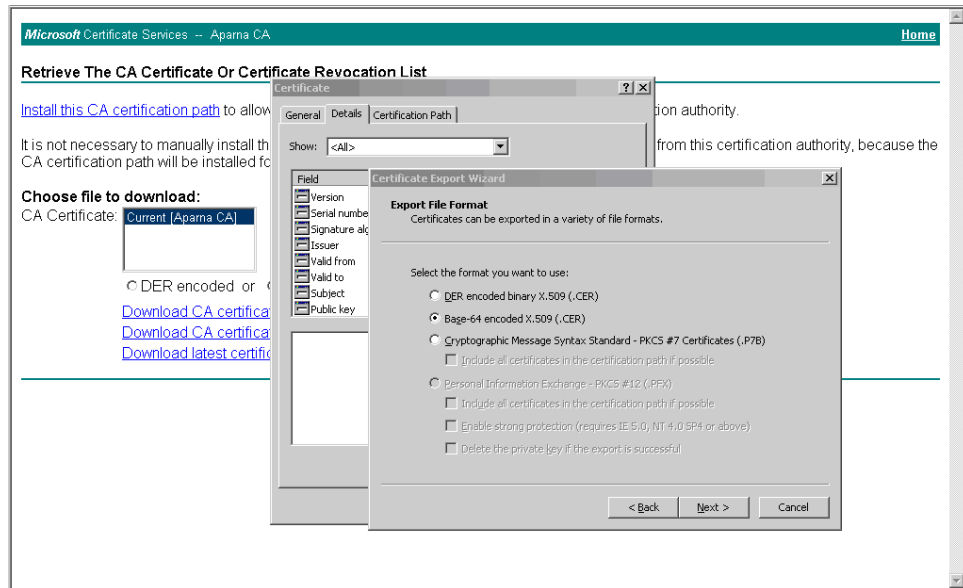 Microsoft Certificate Services -- Aparna CA Home
Retrieve The CA Certificate Or Certificate Revocation List
Install this CA certification path to allow
certification authority.
It is not necessary to manually install
from this certification authority, because the
CA certification path will be installed
Choose file to download:
CA Certificate: Current [Aparna CA]
DER encoded or
Download CA
Download CA
Download latest
Certificate
General Details Certification Path
Show: <All>
Field
Version
Serial
Signature
Issuer
Valid from
Valid to
Subject
Public key
Certificate Export Wizard
Export File Format
Certificates can be exported in a variety of file formats.
Select the format you want to use:
DER encoded binary X.509 (.CER)
Base-64 encoded X.509 (.CER)
Cryptographic Message Syntax Standard - PKCS #7 Certificates (.P7B)
Include all certificates in the certification path if possible
Personal Information Exchange - PKCS #12 (.PFX)
Include all certificates in the certification path if possible
Enable strong protection (requires IE 5.0, NT 4.0 SP4 or above)
Delete the private key if the export is successful
< Back Next > Cancel